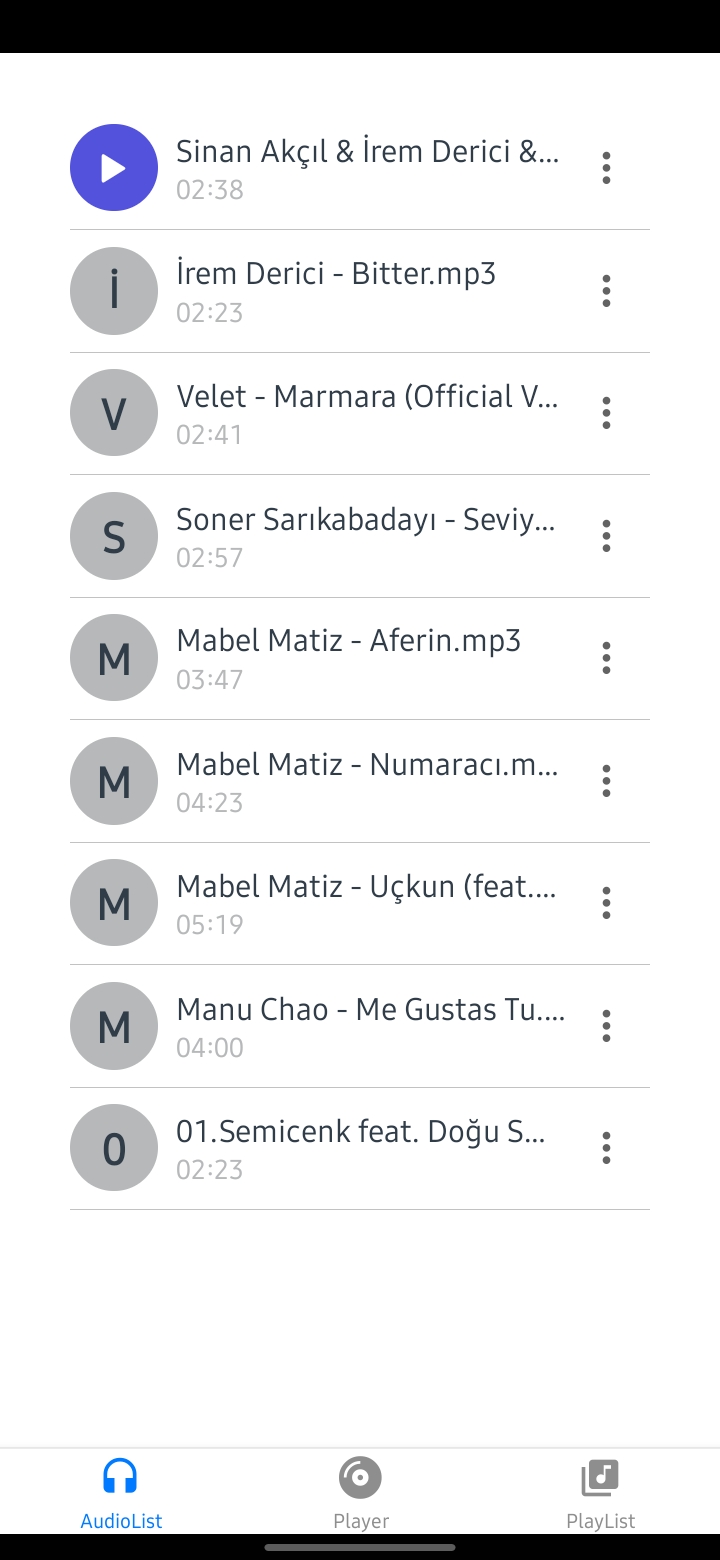 Sinan Akçıl & İrem Derici &...
02:38
İ
İrem Derici - Bitter.mp3
02:23
V
Velet - Marmara (Official V...
02:41
S
Soner Sarıkabadayı - Seviy...
02:57
M
Mabel Matiz - Aferin.mp3
03:47
M
Mabel Matiz - Numaracı.m...
04:23
M
Mabel Matiz - Uçkun (feat....
05:19
M
Manu Chao - Me Gustas Tu....
04:00
0
01.Semicenk feat. Doğu S...
02:23
AudioList
Player
PlayList